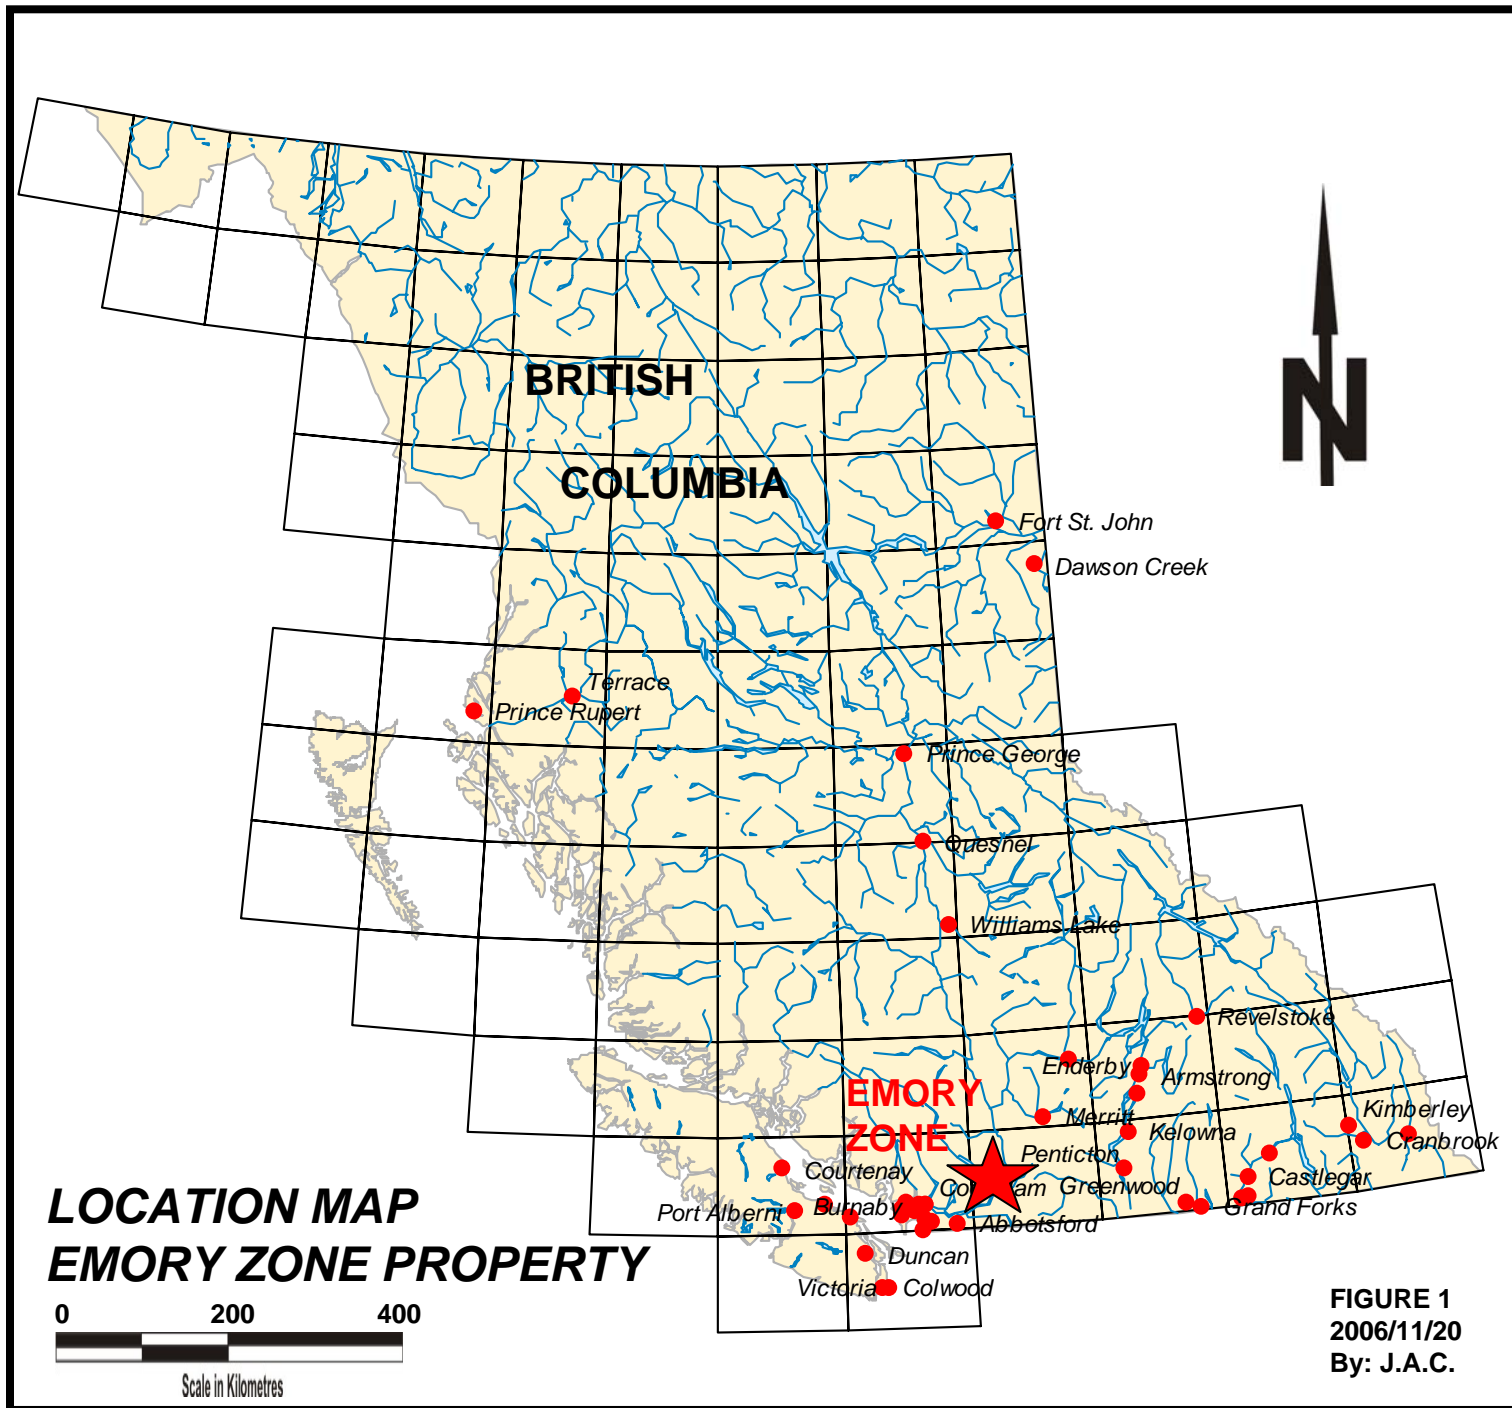 N
BRITISH
COLUMBIA
Fort St. John
Dawson Creek
Terrace
Prince Rupert
Prince George
Quesnel
Williams Lake
Revelstoke
Enderby
Armstrong
EMORY
ZONE
Merritt
Kelowna
Kimberley
Cranbrook
Penticton
Courtenay
Greenwood
Castlegar
Port Alberni
Burnaby
Abbotsford
Grand Forks
Duncan
Victoria
Colwood
LOCATION MAP
EMORY ZONE PROPERTY
0 200 400
Scale in Kilometres
FIGURE 1
2006/11/20
By: J.A.C.